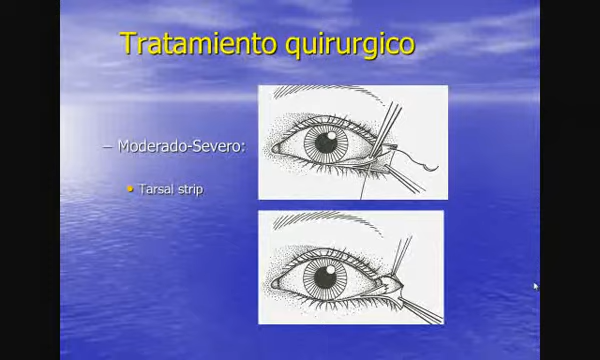 Tratamiento quirurgico
– Moderado-Severo:
• Tarsal strip